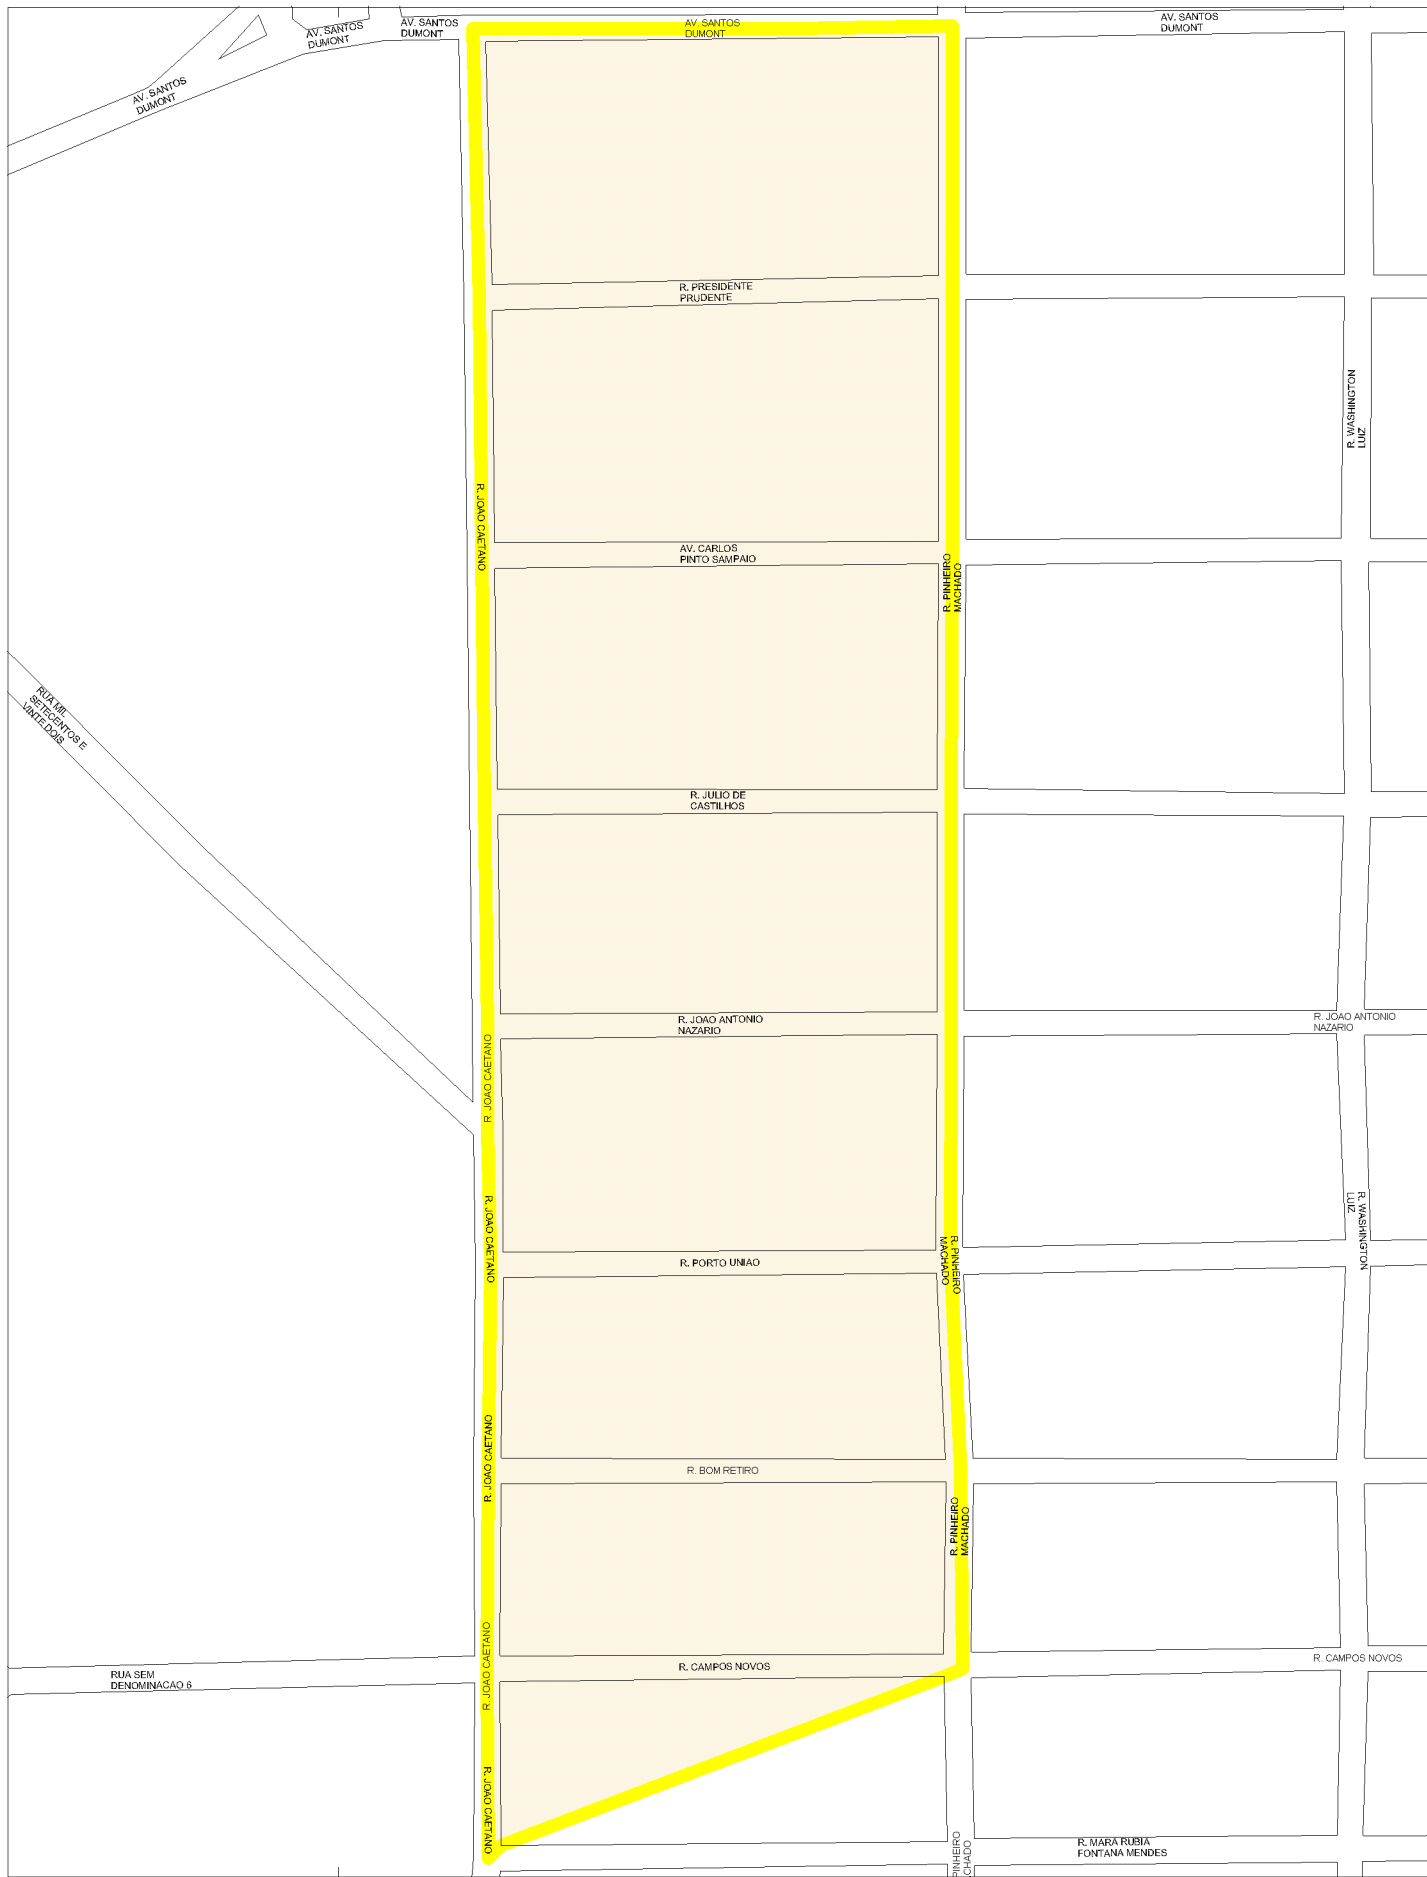 AV. SANTOS
DUMONT
AV. SANTOS
DUMONT
AV. SANTOS
DUMONT
AV. SANTOS
DUMONT
AV. SANTOS
DUMONT
R. PRESIDENTE
PRUDENTE
R. WASHINGTON
LUIZ
R. JOAO CAETANO
AV. CARLOS
PINTO SAMPAIO
R. PINHEIRO
MACHADO
RUA MIL
SETECENTOS E
VINTE DOIS
R. JULIO DE
CASTILHOS
R. JOAO ANTONIO
NAZARIO
R. JOAO ANTONIO
NAZARIO
R. JOAO CAETANO
R. JOAO CAETANO
R. WASHINGTON
LUIZ
R. PORTO UNIAO
R. PINHEIRO
MACHADO
R. JOAO CAETANO
R. BOM RETIRO
R. PINHEIRO
MACHADO
R. JOAO CAETANO
RUA SEM
DENOMINACAO 6
R. CAMPOS NOVOS
R. CAMPOS NOVOS
R. JOAO CAETANO
PINHEIRO
CHADO
R. MARA RUBIA
FONTANA MENDES